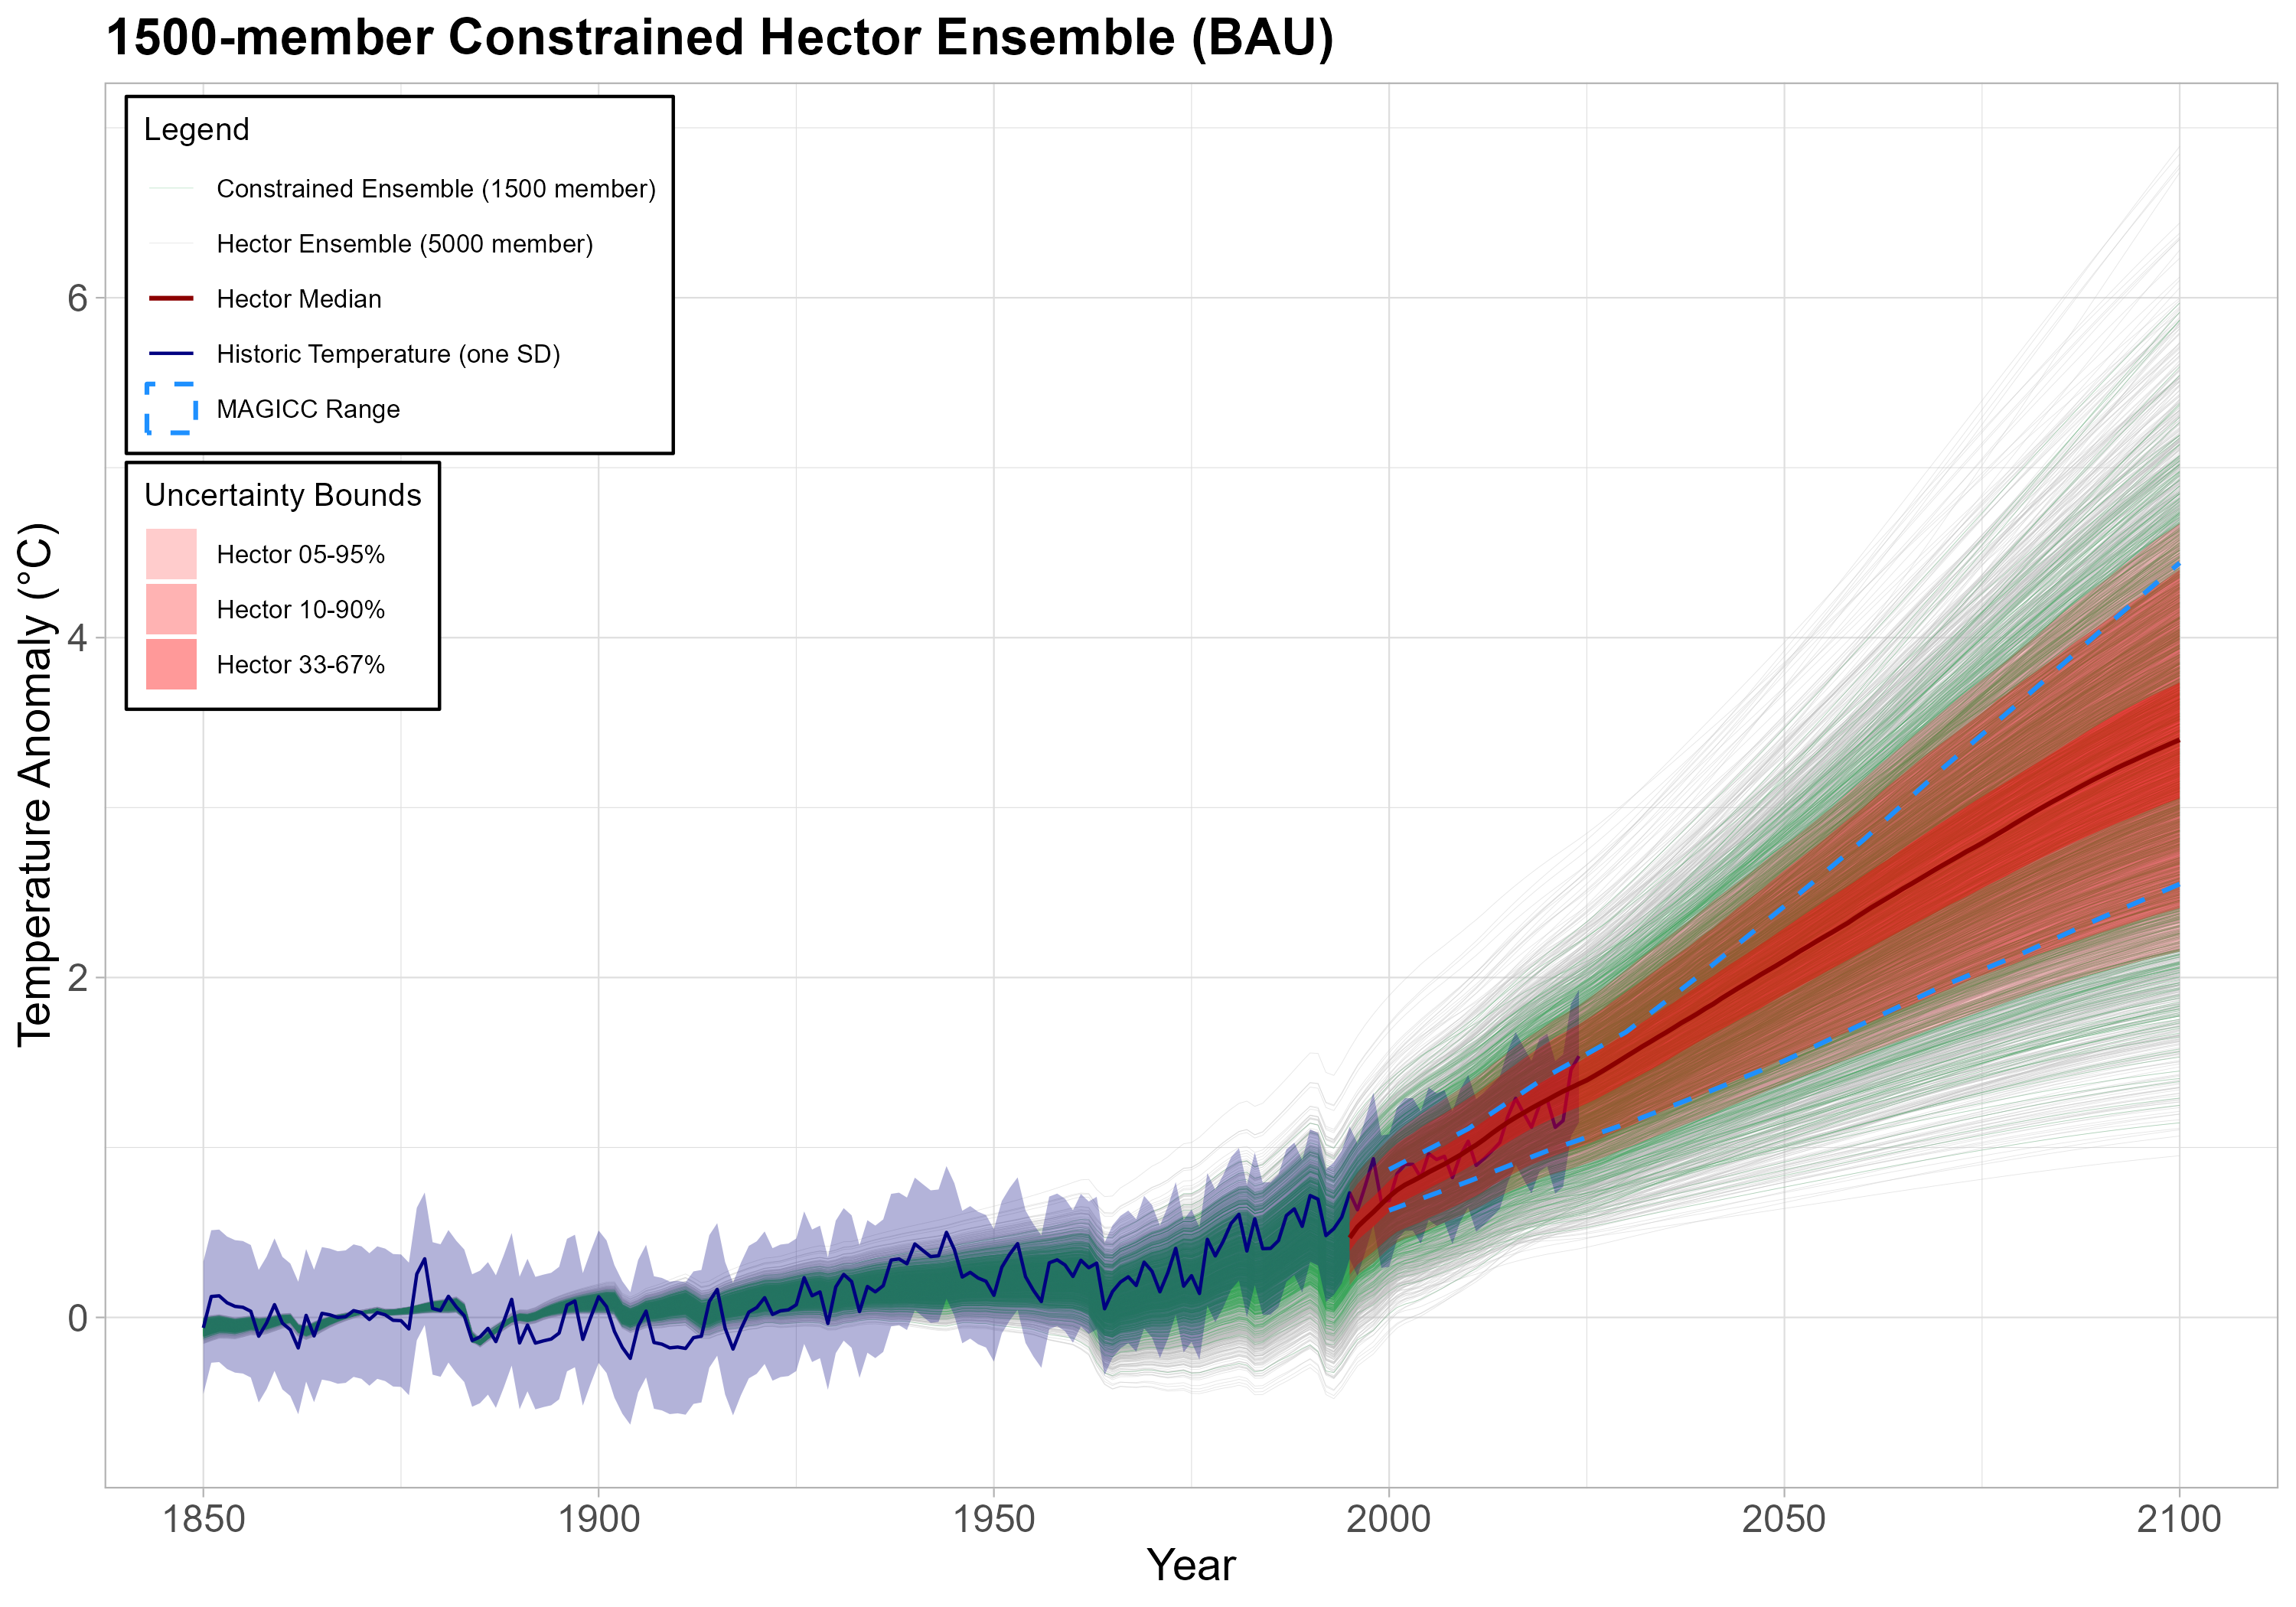 1500-member Constrained Hector Ensemble (BAU)
Legend
Constrained Ensemble (1500 member)
Hector Ensemble (5000 member)
Hector Median
Historic Temperature (one SD)
MAGICC Range
Uncertainty Bounds
Hector 05-95%
Hector 10-90%
Hector 33-67%
Temperature Anomaly (°C)
6
4
2
0
1850 1900 1950 2000 2050 2100
Year